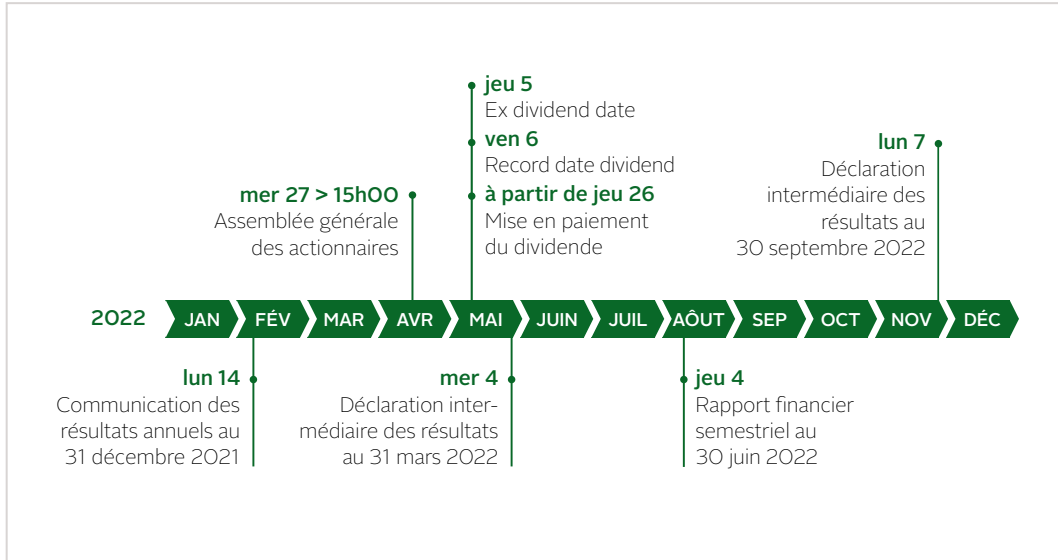 jeu 5
Ex dividend date
ven 6
Record date dividend
à partir de jeu 26
Mise en paiement
du dividende
mer 27 > 15h00
Assemblée générale
des actionnaires
lun 7
Déclaration
intermédiaire des
résultats au
30 septembre 2022
2022 JAN FÉV MAR AVR MAI JUIN JUIL AÔUT SEP OCT NOV DÉC
lun 14
Communication des
résultats annuels au
31 décembre 2021
mer 4
Déclaration inter-
médiaire des résultats
au 31 mars 2022
jeu 4
Rapport financier
semestriel au
30 juin 2022